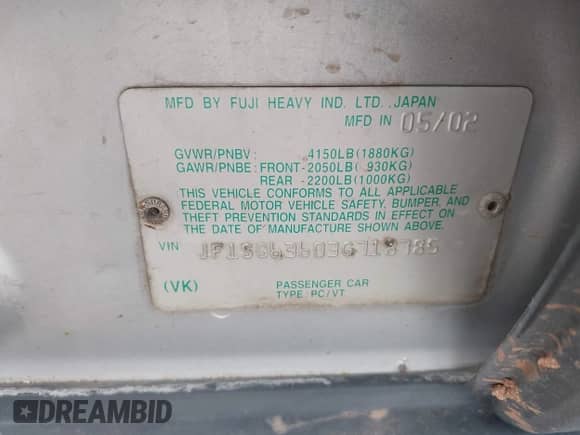 MFD BY FUJI HEAVY IND. LTD., JAPAN
MFD IN 05/02
GVWR/PNBV: 4150LB(1880KG)
GAWR/PNBE: FRONT-2050LB( 930KG)
REAR -2200LB(1000KG)
THIS VEHICLE CONFORMS TO ALL APPLICABLE
FEDERAL MOTOR VEHICLE SAFETY, BUMPER, AND
THEFT PREVENTION STANDARDS IN EFFECT ON
THE DATE OF MANUFACTURE SHOWN ABOVE.
VIN
(VK)
PASSENGER CAR
TYPE: PC/VT
DREAMBID